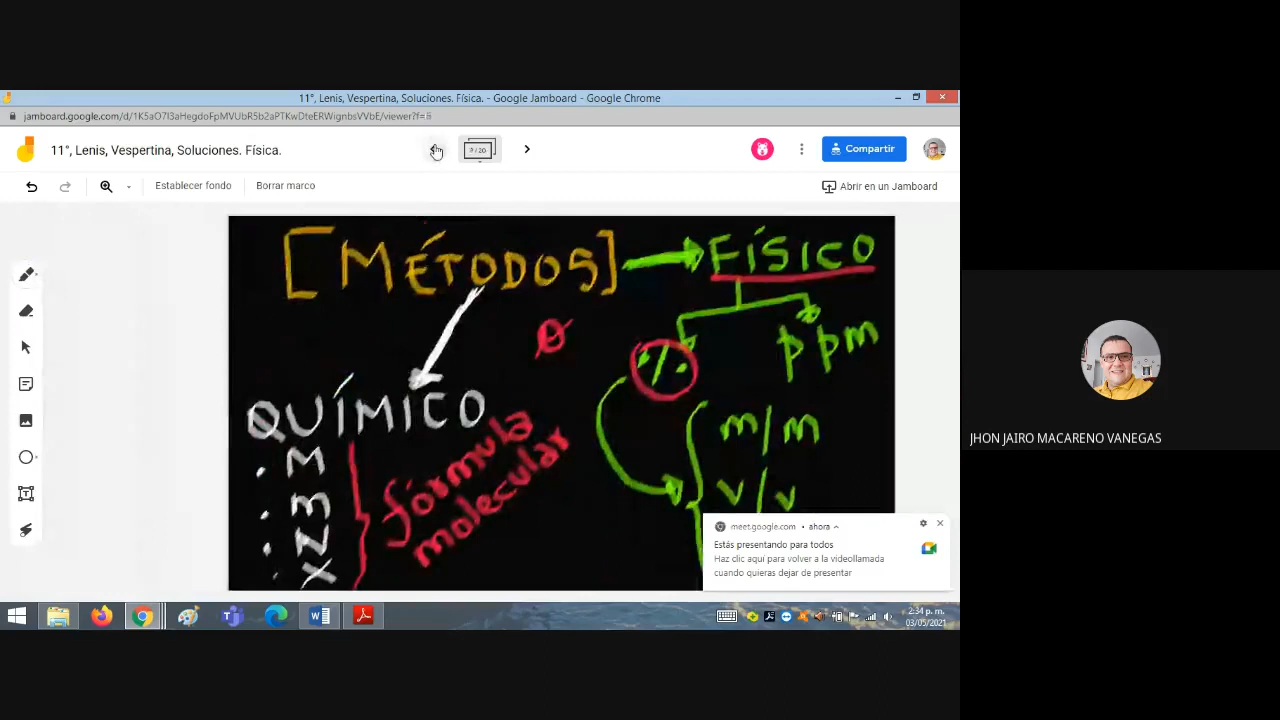 11°, Lenis, Vespertina, Soluciones. Física. - Google Jamboard - Google Chrome
11°, Lenis, Vespertina, Soluciones. Física.
Compartir
Establecer fondo
Borrar marco
Abrir en un Jamboard
[MÉTODOS] → FÍSICO
%
ppm
QUÍMICO
fórmula
molecular
. M
. m
. N
. X
m/m
v/v
meet.google.com • ahora
Estás presentando para todos
Haz clic aquí para volver a la videollamada
cuando quieras dejar de presentar
JHON JAIRO MACARENO VANEGAS
2:34 p. m.
03/05/2021